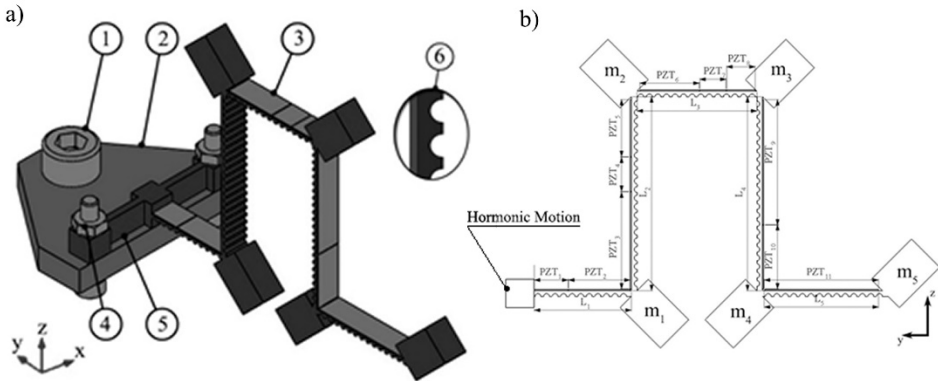 a)
1
2
3
6
4
5
z
y
x
b)
m₂
PZT₆
PZT₇
PZT₈
m₃
L₃
PZT₅
PZT₄
PZT₃
L₂
L₄
PZT₉
PZT₁₀
Hormonic Motion
PZT₁
PZT₂
L₁
m₁
m₄
PZT₁₁
L₅
m₅
z
y